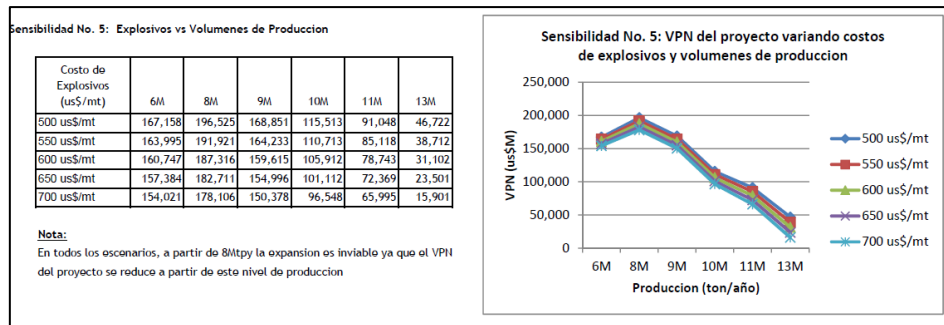 Sensibilidad No. 5: Explosivos vs Volumenes de Produccion
Costo de
Explosivos
(us$/mt) 6M 8M 9M 10M 11M 13M
500 us$/mt 167,158 196,525 168,851 115,513 91,048 46,722
550 us$/mt 163,995 191,921 164,233 110,713 85,118 38,712
600 us$/mt 160,747 187,316 159,615 105,912 78,743 31,102
650 us$/mt 157,384 182,711 154,996 101,112 72,369 23,501
700 us$/mt 154,021 178,106 150,378 96,548 65,995 15,901
Nota:
En todos los escenarios, a partir de 8Mtpy la expansion es inviable ya que el VPN
del proyecto se reduce a partir de este nivel de produccion
Sensibilidad No. 5: VPN del proyecto variando costos
de explosivos y volumenes de produccion
VPN (us$M)
250,000
200,000
150,000
100,000
50,000
0
6M 8M 9M 10M 11M 13M
Produccion (ton/año)
500 us$/mt
550 us$/mt
600 us$/mt
650 us$/mt
700 us$/mt